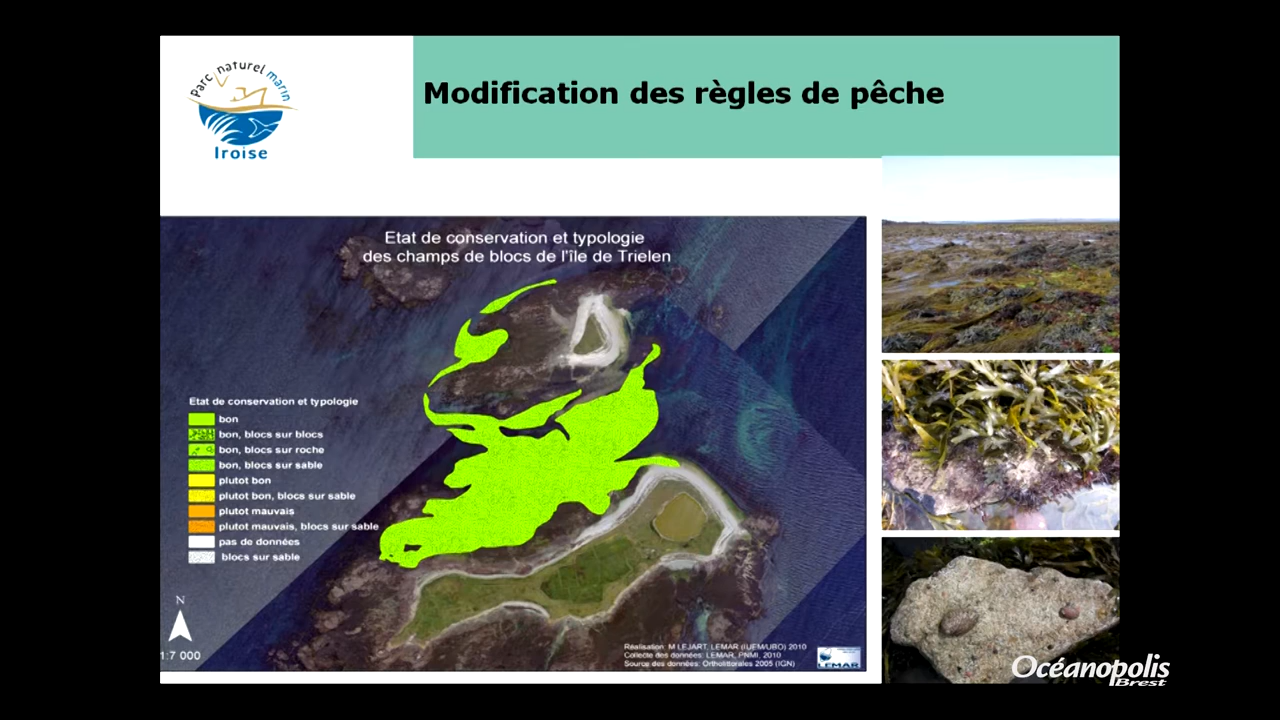 Parc naturel marin
Iroise
Modification des règles de pêche
Etat de conservation et typologie
des champs de blocs de l'île de Trielen
Etat de conservation et typologie
bon
bon, blocs sur blocs
bon, blocs sur roche
bon, blocs sur sable
plutot bon
plutot bon, blocs sur sable
plutot mauvais
plutot mauvais, blocs sur sable
pas de données
blocs sur sable
N
1:7 000
Réalisation: M LEJART, LEMAR (IUEM/UBO) 2010
Collecte des données: LEMAR, PNMI, 2010
Source des données: Ortholittorales 2005 (IGN)
LEMAR
Océanopolis
Brest